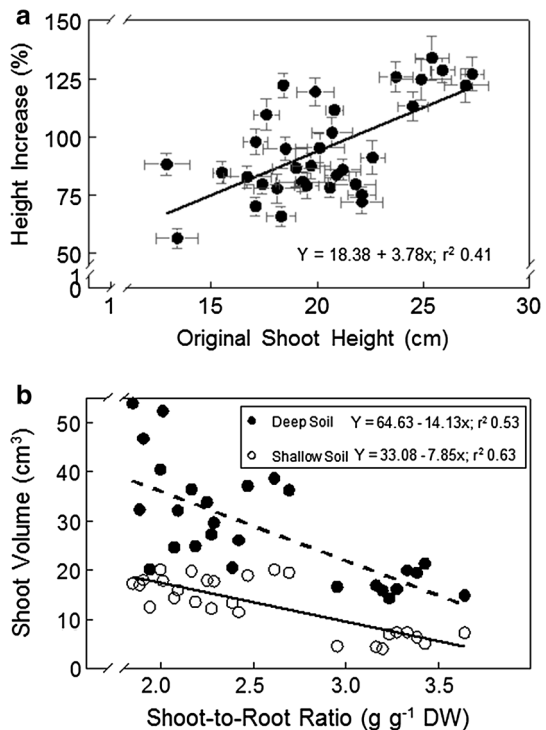 a
Height Increase (%)
150
125
100
75
50
1
0
1
15
20
25
30
Y = 18.38 + 3.78x; r² 0.41
Original Shoot Height (cm)
b
Shoot Volume (cm³)
50
40
30
20
10
0
Deep Soil Y = 64.63 - 14.13x; r² 0.53
Shallow Soil Y = 33.08 - 7.85x; r² 0.63
2.0
2.5
3.0
3.5
Shoot-to-Root Ratio (g g⁻¹ DW)